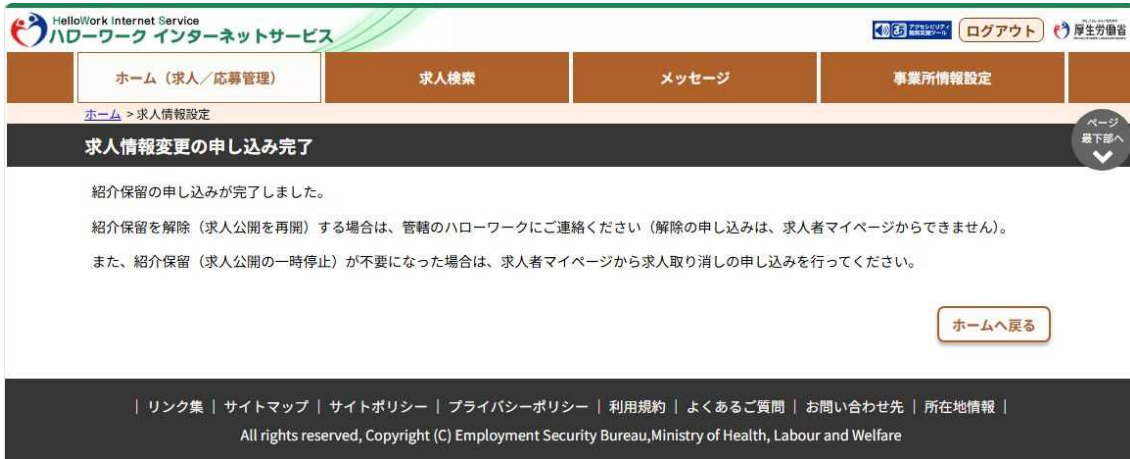 HelloWork Internet Service
ハローワーク インターネットサービス
ログアウト
厚生労働省
ホーム（求人／応募管理）
求人検索
メッセージ
事業所情報設定
ホーム > 求人情報設定
ページ
最下部へ
求人情報変更の申し込み完了
紹介保留の申し込みが完了しました。
紹介保留を解除（求人公開を再開）する場合は、管轄のハローワークにご連絡ください（解除の申し込みは、求人者マイページからできません）。
また、紹介保留（求人公開の一時停止）が不要になった場合は、求人者マイページから求人取り消しの申し込みを行ってください。
ホームへ戻る
| リンク集 | サイトマップ | サイトポリシー | プライバシーポリシー | 利用規約 | よくあるご質問 | お問い合わせ先 | 所在地情報 |
All rights reserved, Copyright (C) Employment Security Bureau,Ministry of Health, Labour and Welfare